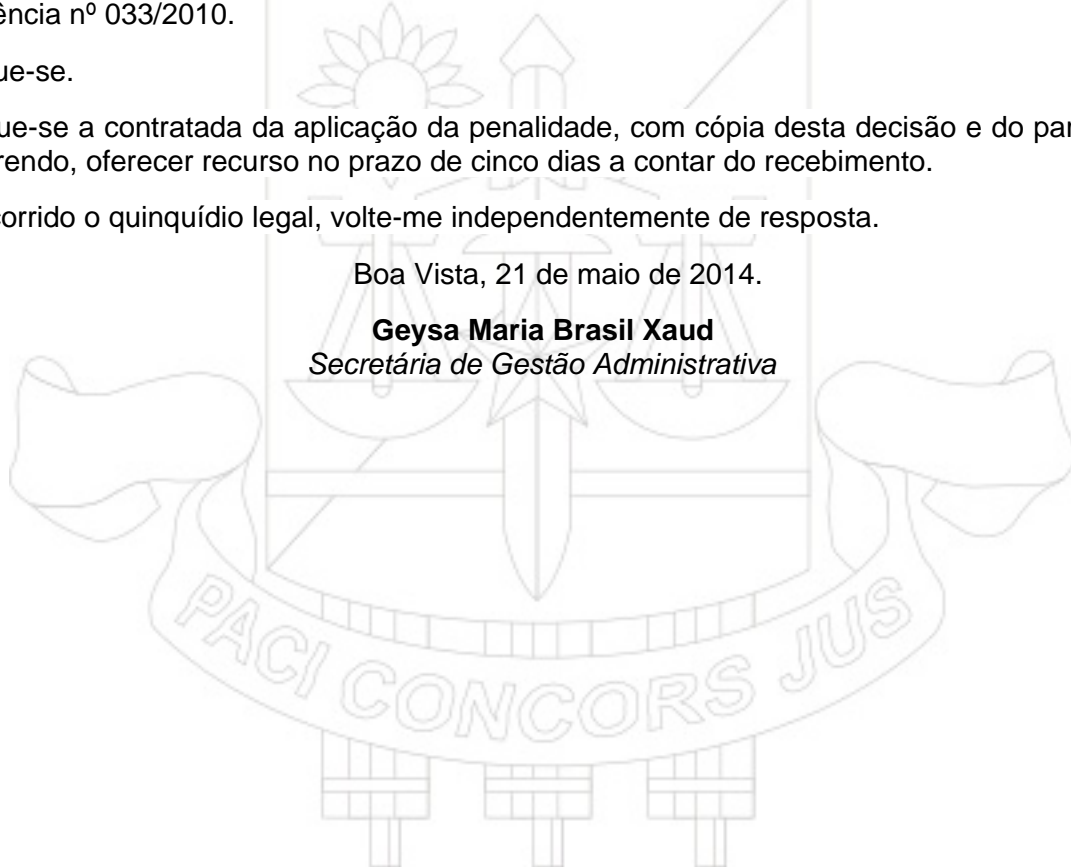 ência nº 033/2010.
ue-se.
ue-se a contratada da aplicação da penalidade, com cópia desta decisão e do par
rendo, oferecer recurso no prazo de cinco dias a contar do recebimento.
corrido o quinquídio legal, volte-me independentemente de resposta.
Boa Vista, 21 de maio de 2014.
Geysa Maria Brasil Xaud
Secretária de Gestão Administrativa
PACI CONCORS JUS